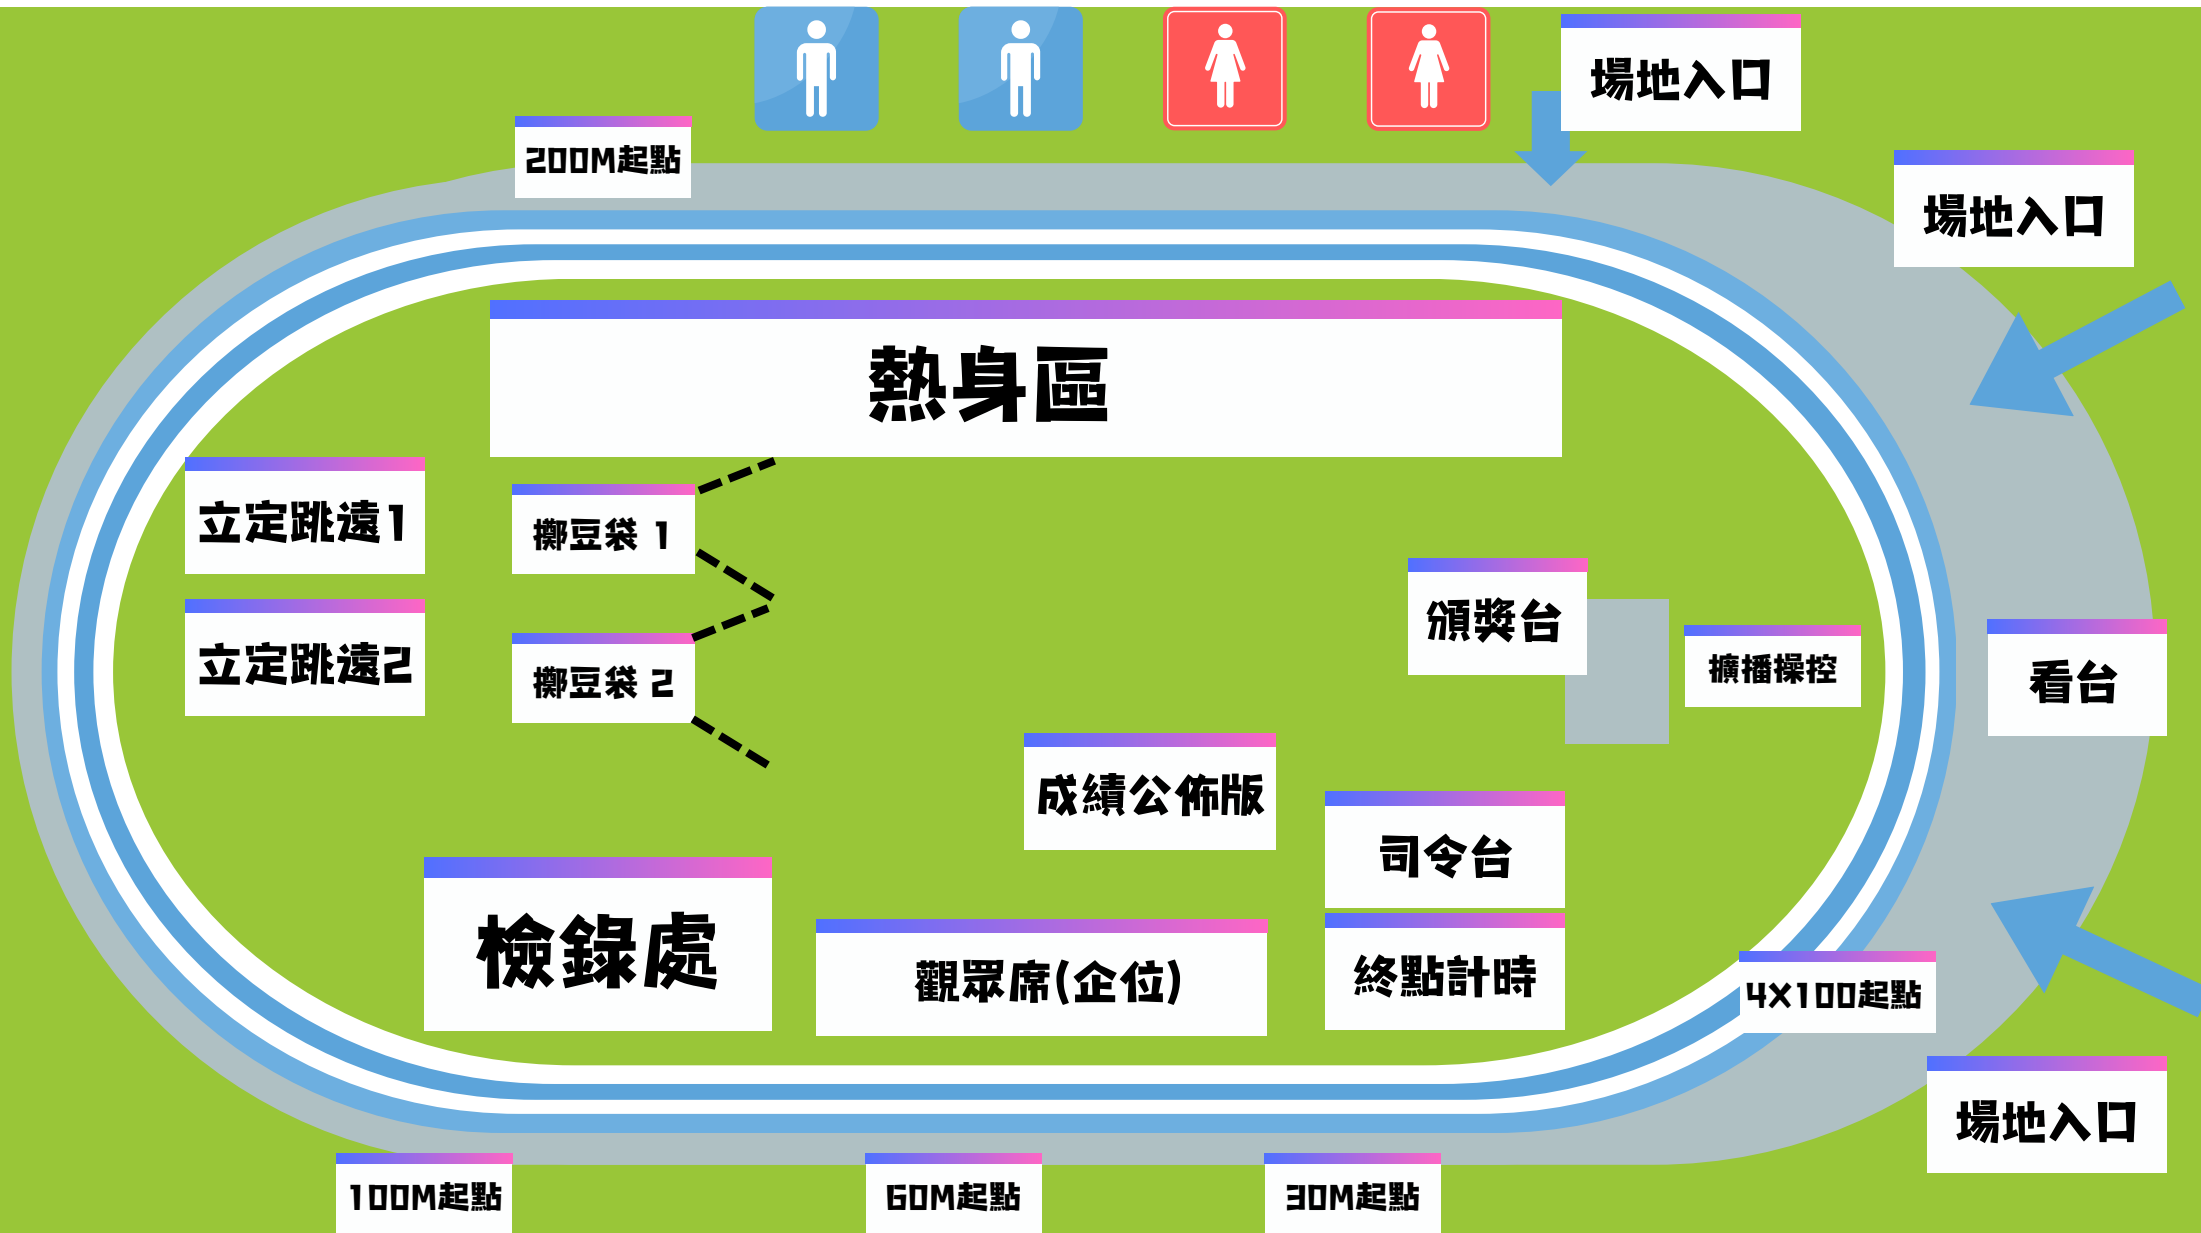 場地入口
200M起點
場地入口
熱身區
立定跳遠1
擲豆袋 1
頒獎台
立定跳遠2
擲豆袋 2
擴播操控
看台
成績公佈版
司令台
檢錄處
觀眾席(企位)
終點計時
4X100起點
場地入口
100M起點
60M起點
30M起點